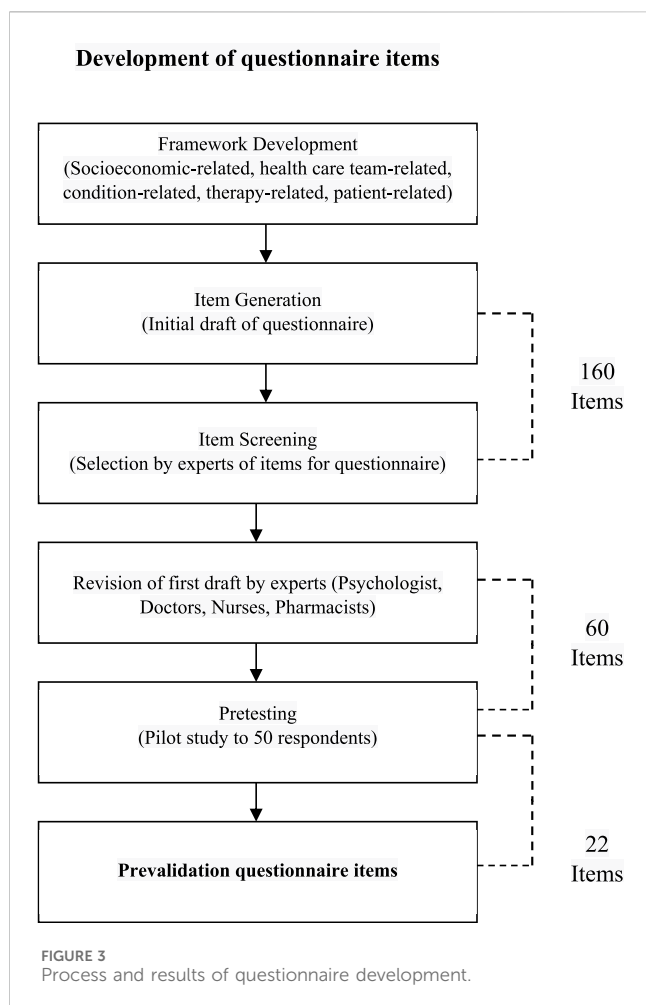 Development of questionnaire items
Framework Development
(Socioeconomic-related, health care team-related,
condition-related, therapy-related, patient-related)
Item Generation
(Initial draft of questionnaire)
160
Items
Item Screening
(Selection by experts of items for questionnaire)
Revision of first draft by experts (Psychologist,
Doctors, Nurses, Pharmacists)
60
Items
Pretesting
(Pilot study to 50 respondents)
Prevalidation questionnaire items
22
Items
FIGURE 3
Process and results of questionnaire development.